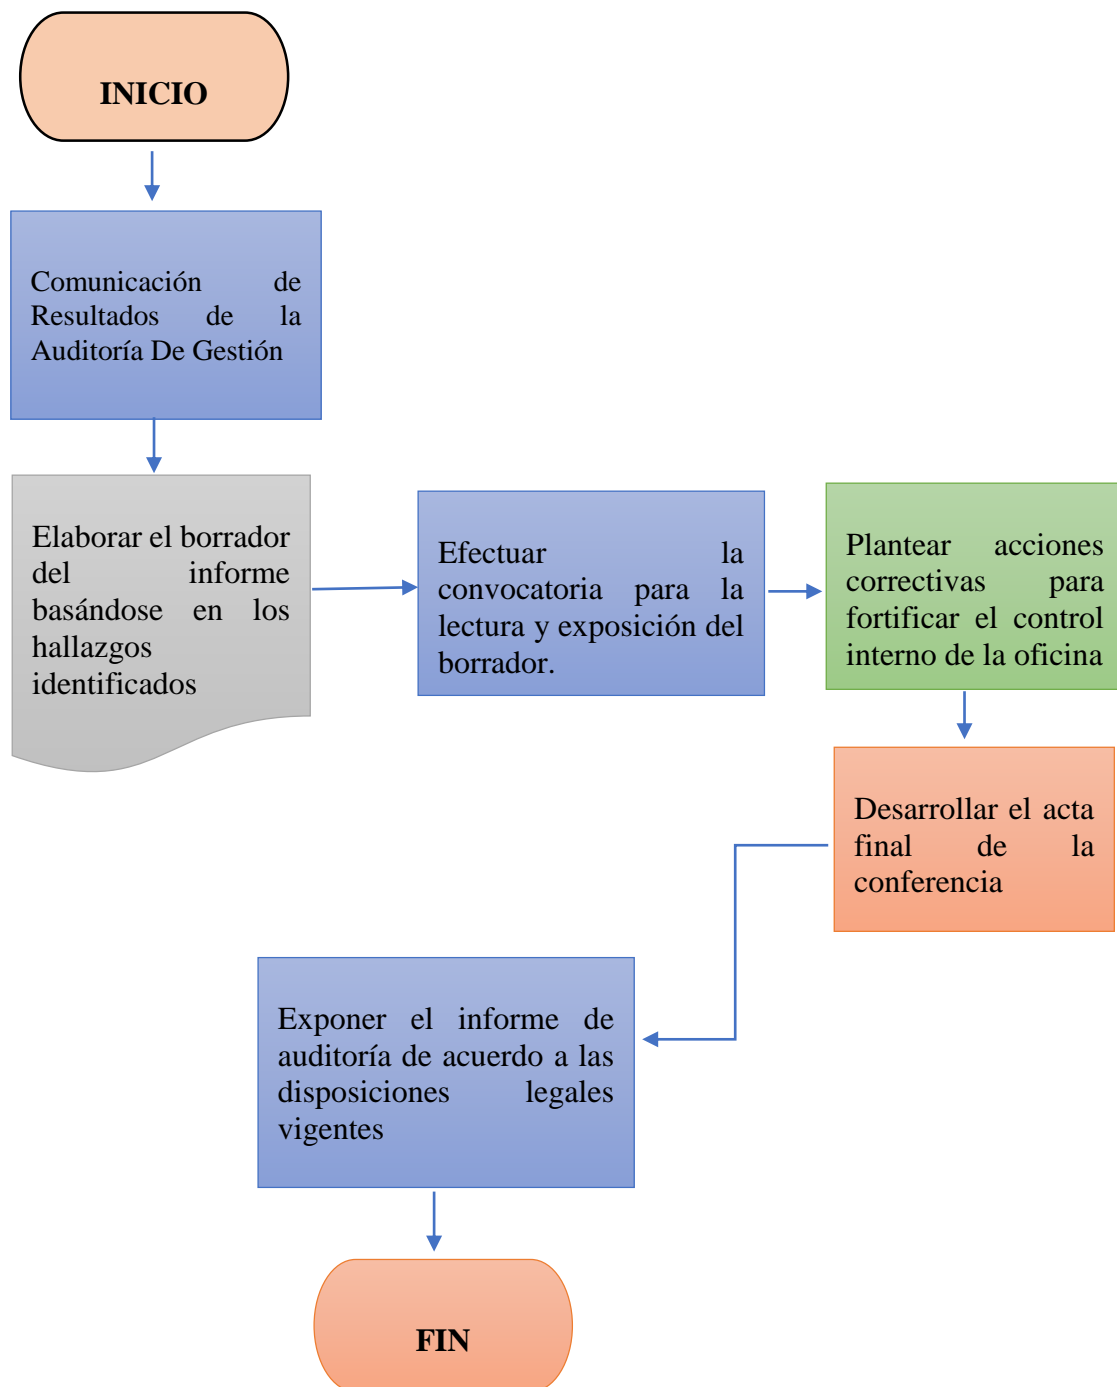 INICIO
Comunicación de
Resultados de la
Auditoría De Gestión
Elaborar el borrador
del informe
basándose en los
hallazgos
identificados
Efectuar la
convocatoria para la
lectura y exposición del
borrador.
Plantear acciones
correctivas para
fortificar el control
interno de la oficina
Desarrollar el acta
final de la
conferencia
Exponer el informe de
auditoría de acuerdo a las
disposiciones legales
vigentes
FIN